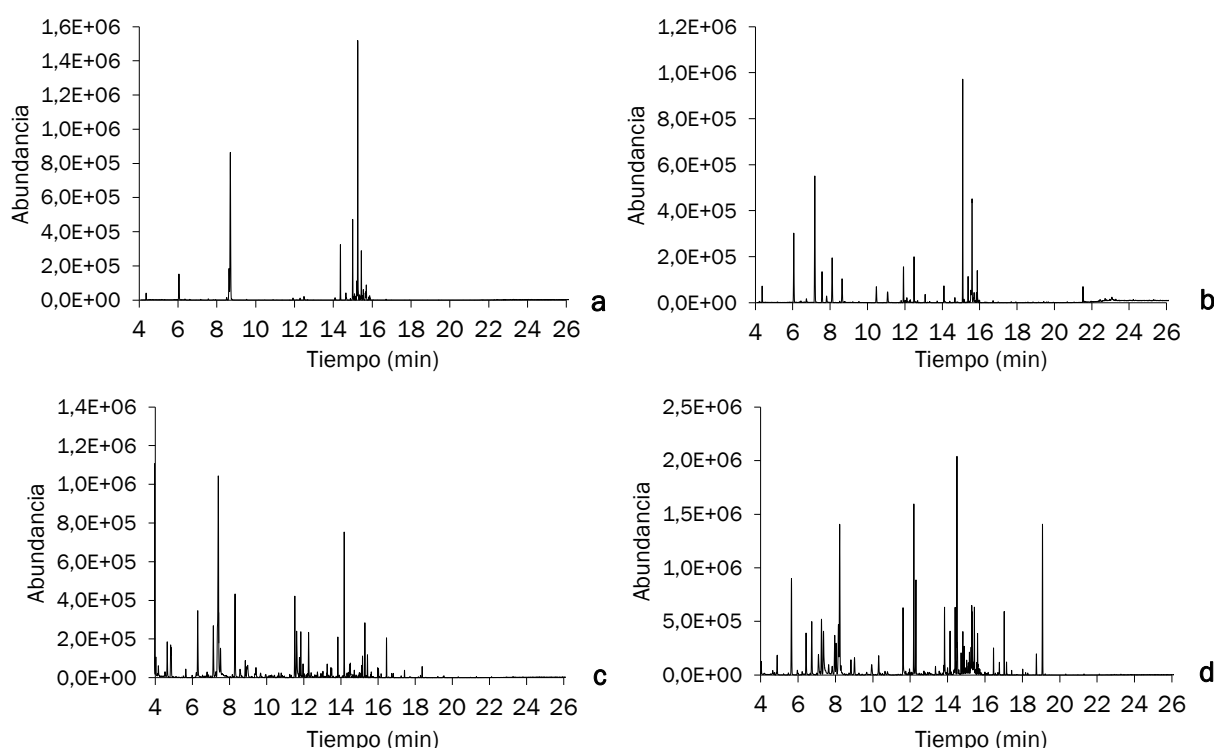 1,6E+06
1,4E+06
1,2E+06
1,0E+06
8,0E+05
6,0E+05
4,0E+05
2,0E+05
0,0E+00
Abundancia
4 6 8 10 12 14 16 18 20 22 24 26
Tiempo (min)
a
1,2E+06
1,0E+06
8,0E+05
6,0E+05
4,0E+05
2,0E+05
0,0E+00
Abundancia
4 6 8 10 12 14 16 18 20 22 24 26
Tiempo (min)
b
1,4E+06
1,2E+06
1,0E+06
8,0E+05
6,0E+05
4,0E+05
2,0E+05
0,0E+00
Abundancia
4 6 8 10 12 14 16 18 20 22 24 26
Tiempo (min)
c
2,5E+06
2,0E+06
1,5E+06
1,0E+06
5,0E+05
0,0E+00
Abundancia
4 6 8 10 12 14 16 18 20 22 24 26
Tiempo (min)
d